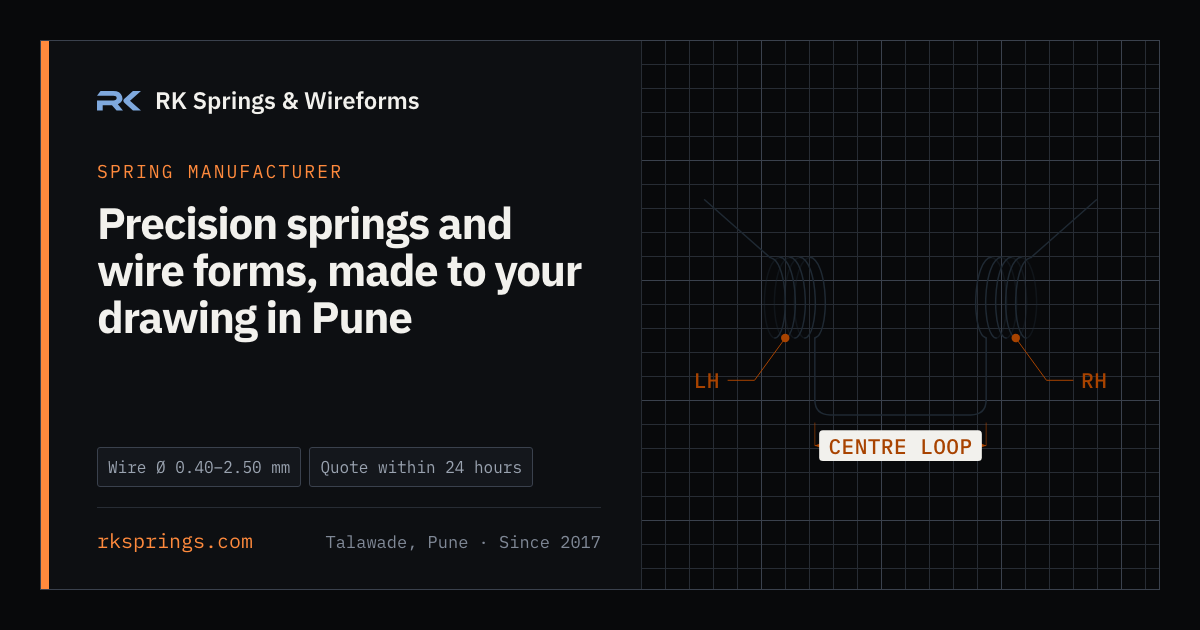 RK RK Springs & Wireforms
SPRING MANUFACTURER
Precision springs and
wire forms, made to your
drawing in Pune
Wire Ø 0.40–2.50 mm
Quote within 24 hours
rksprings.com
Talawade, Pune · Since 2017
LH
RH
CENTRE LOOP